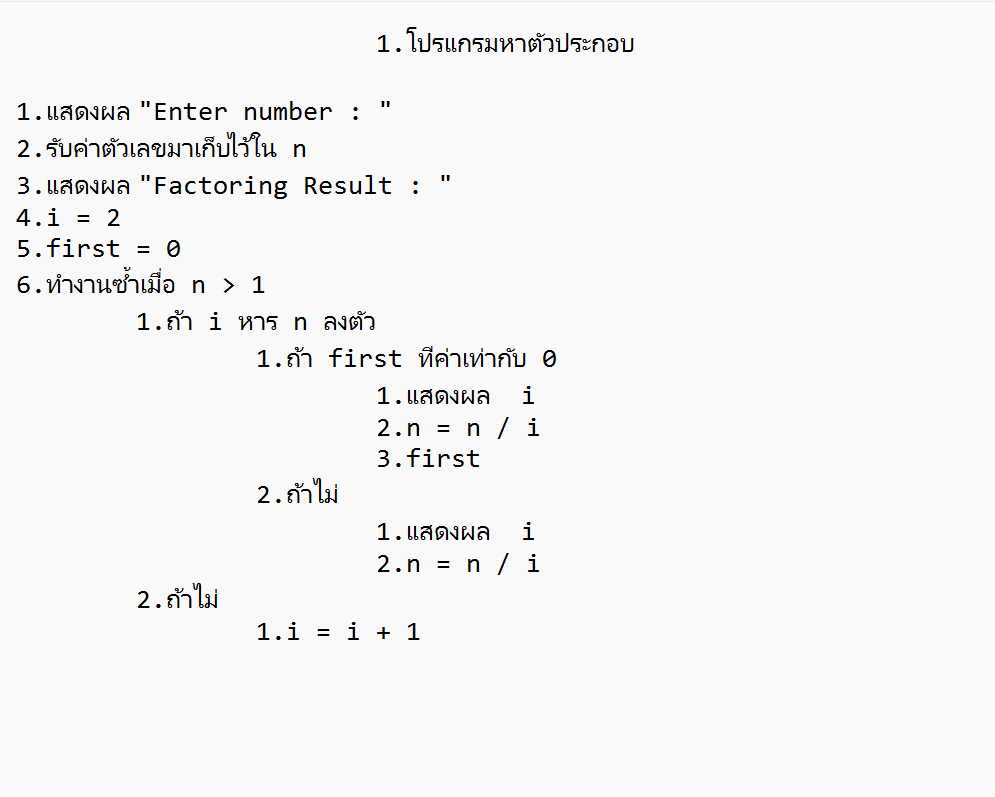 1.โปรแกรมหาตัวประกอบ
1.แสดงผล "Enter number : "
2.รับค่าตัวเลขมาเก็บไว้ใน n
3.แสดงผล "Factoring Result : "
4.i = 2
5.first = 0
6.ทำงานซ้ำเมื่อ n > 1
1.ถ้า i หาร n ลงตัว
1.ถ้า first ทีค่าเท่ากับ 0
1.แสดงผล i
2.n = n / i
3.first
2.ถ้าไม่
1.แสดงผล i
2.n = n / i
2.ถ้าไม่
1.i = i + 1